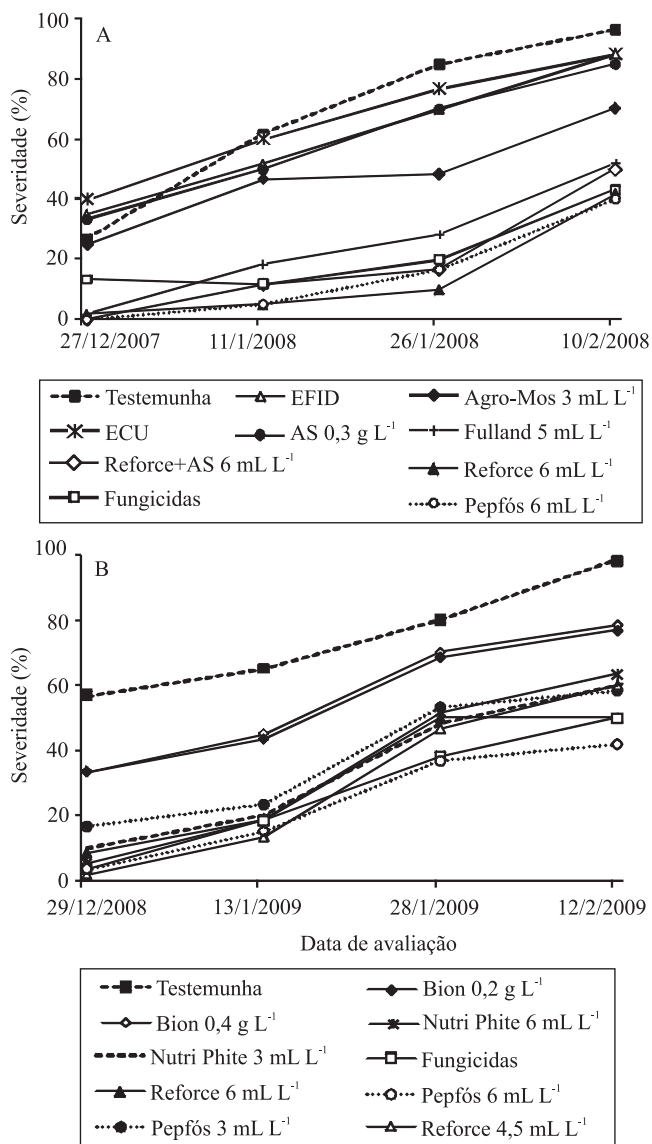 A
Severidade (%)
100
80
60
40
20
0
27/12/2007 11/1/2008 26/1/2008 10/2/2008
Testemunha EFID Agro-Mos 3 mL L-1
ECU AS 0,3 g L-1 Fulland 5 mL L-1
Reforce+AS 6 mL L-1 Reforce 6 mL L-1
Fungicidas Pepfós 6 mL L-1
B
Severidade (%)
100
80
60
40
20
0
29/12/2008 13/1/2009 28/1/2009 12/2/2009
Data de avaliação
Testemunha Bion 0,2 g L-1
Bion 0,4 g L-1 Nutri Phite 6 mL L-1
Nutri Phite 3 mL L-1 Fungicidas
Reforce 6 mL L-1 Pepfós 6 mL L-1
Pepfós 3 mL L-1 Reforce 4,5 mL L-1